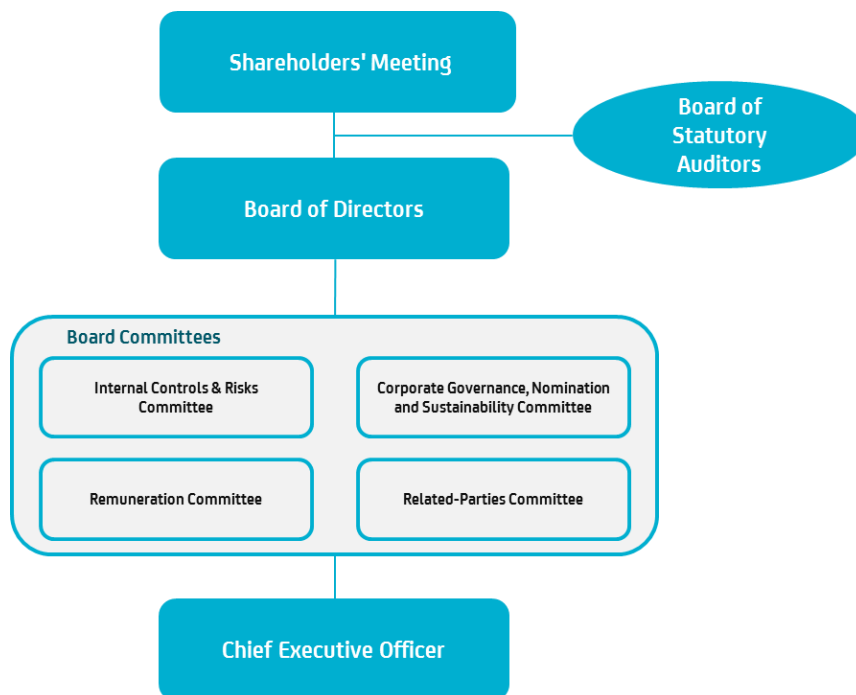 Shareholders' Meeting
Board of
Statutory
Auditors
Board of Directors
Board Committees
Internal Controls & Risks
Committee
Corporate Governance, Nomination
and Sustainability Committee
Remuneration Committee
Related-Parties Committee
Chief Executive Officer